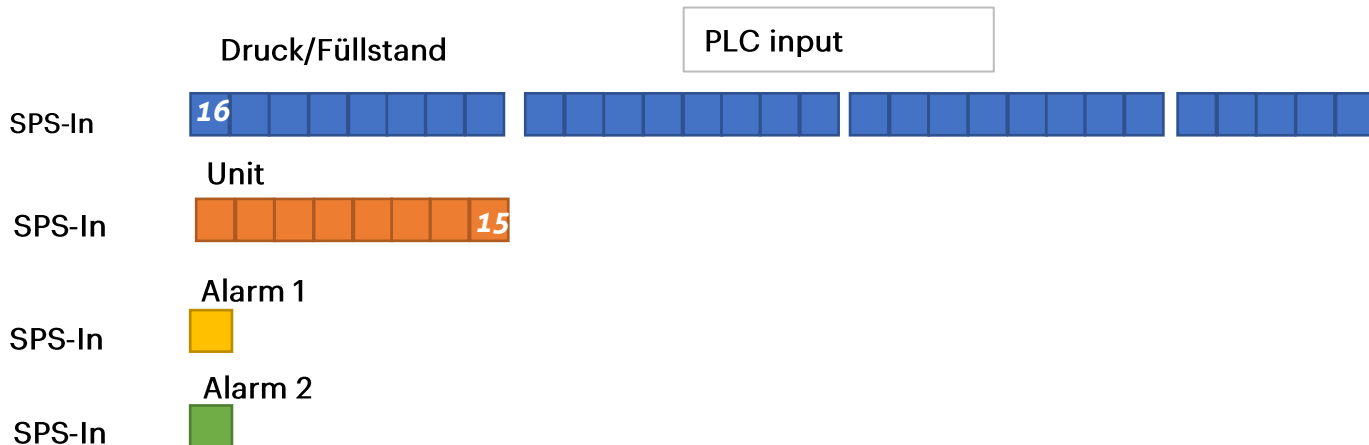 Druck/Füllstand
PLC input
SPS-In
16
Unit
SPS-In
15
Alarm 1
SPS-In
Alarm 2
SPS-In